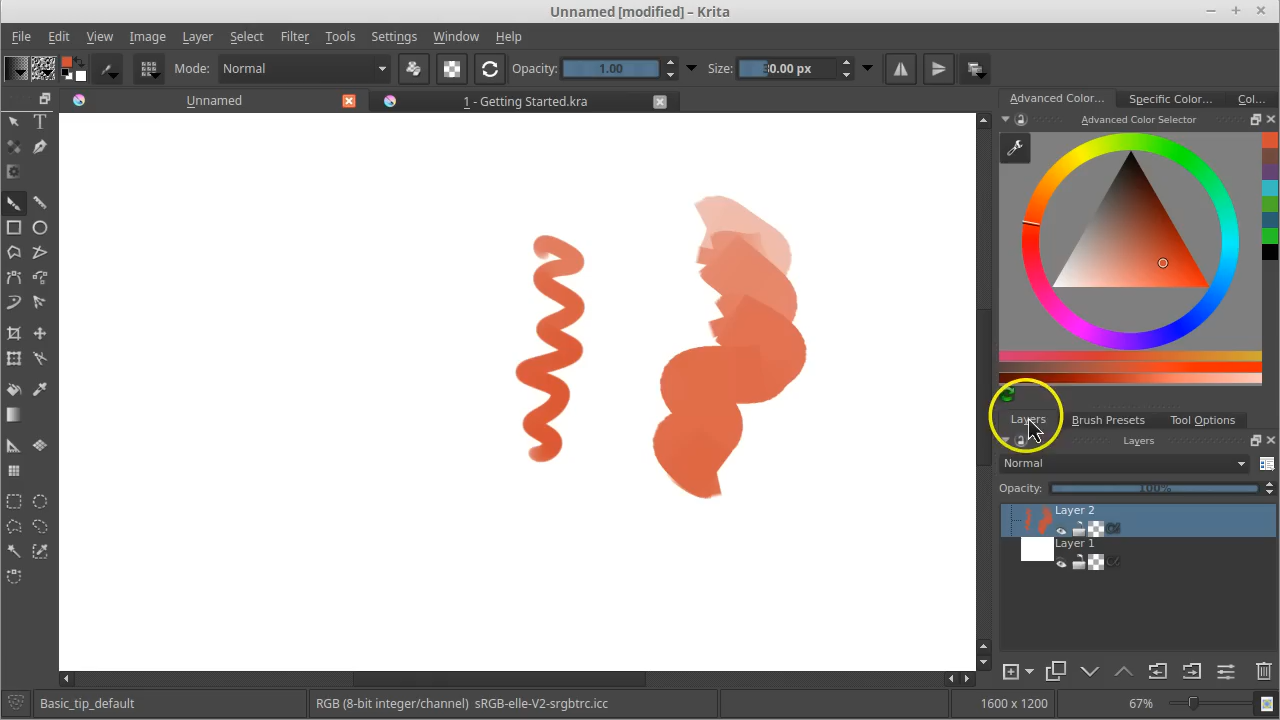 Unnamed [modified] – Krita
File Edit View Image Layer Select Filter Tools Settings Window Help
Mode: Normal Opacity: 1.00 Size: 30.00 px
Unnamed 1 - Getting Started.kra
Advanced Color... Specific Color... Col...
Advanced Color Selector
T
Layers Brush Presets Tool Options
Layers
Normal
Opacity: 100%
Layer 2
Layer 1
Basic_tip_default RGB (8-bit integer/channel) sRGB-elle-V2-srgbtrc.icc 1600 x 1200 67%